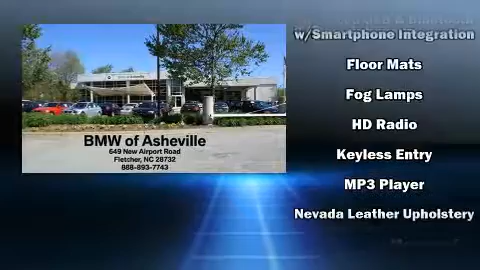 w/Smartphone Integration
Floor Mats
Fog Lamps
HD Radio
Keyless Entry
MP3 Player
Nevada Leather Upholstery
BMW of Asheville
649 New Airport Road
Fletcher, NC 28732
888-893-7743